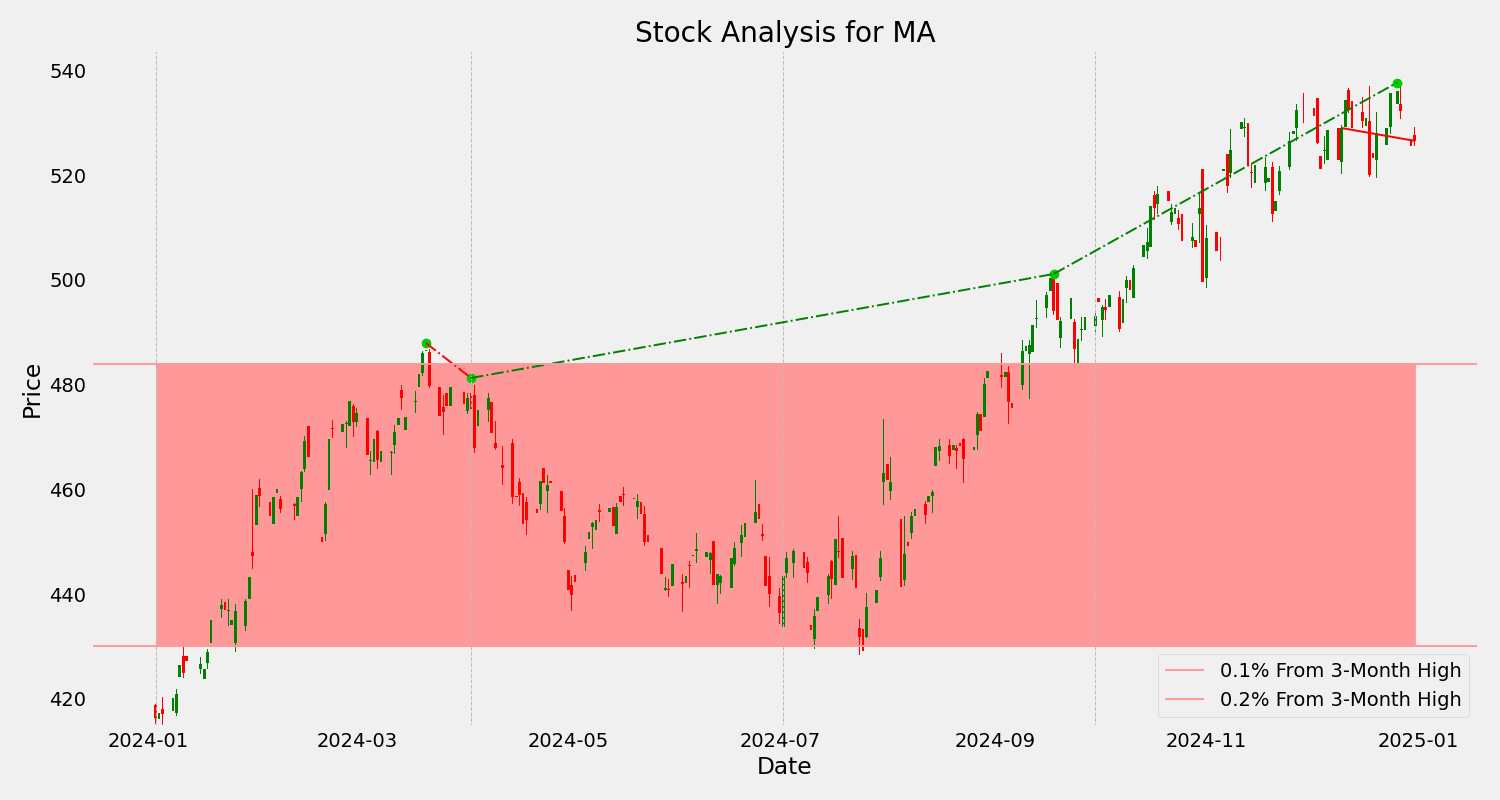 Stock Analysis for MA
540
520
500
480
460
440
420
Price
2024-01
2024-03
2024-05
2024-07
2024-09
2024-11
2025-01
Date
0.1% From 3-Month High
0.2% From 3-Month High